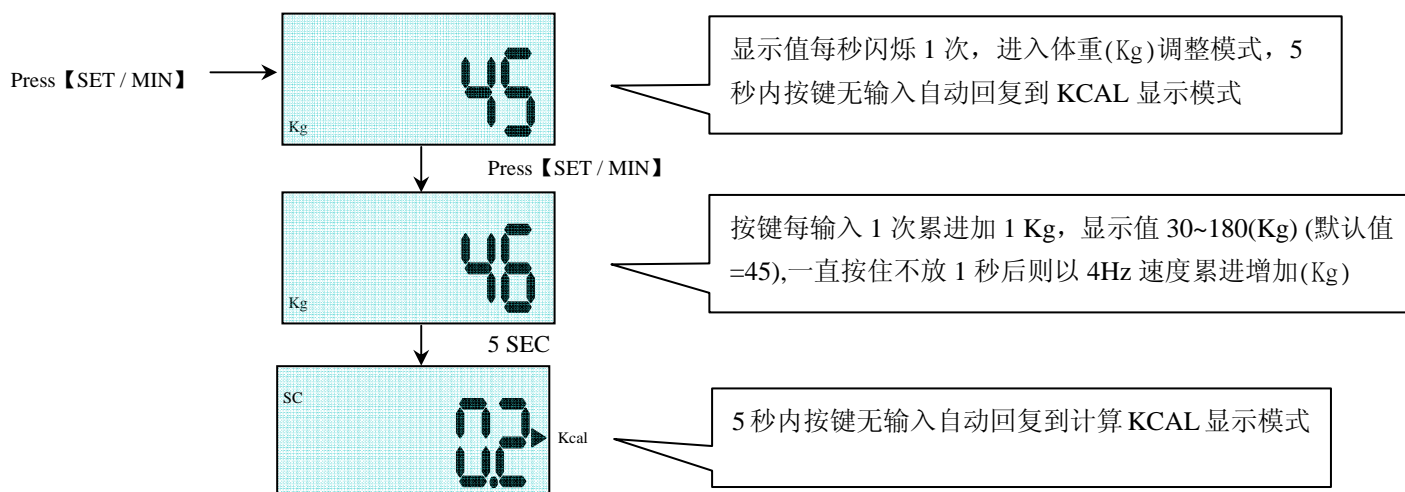 Press【SET / MIN】
45
Kg
显示值每秒闪烁 1 次，进入体重(Kg)调整模式，5
秒内按键无输入自动回复到 KCAL 显示模式
Press【SET / MIN】
46
Kg
按键每输入 1 次累进加 1 Kg，显示值 30~180(Kg) (默认值
=45),一直按住不放 1 秒后则以 4Hz 速度累进增加(Kg)
5 SEC
SC
0.2
Kcal
5 秒内按键无输入自动回复到计算 KCAL 显示模式